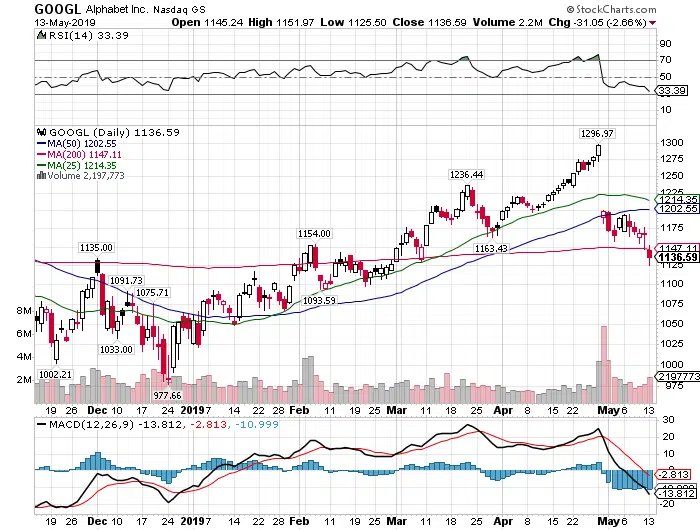 GOOGL Alphabet Inc. Nasdaq GS © StockCharts.com
13-May-2019 Open 1145.24 High 1151.97 Low 1125.50 Close 1136.59 Volume 2.2M Chg -31.05 (-2.66%)
RSI(14) 33.39
90
70
50
33.39
30
10
GOOGL (Daily) 1136.59
MA(50) 1202.55
MA(200) 1147.11
MA(25) 1214.35
Volume 2,197,773
1296.97
1236.44
1163.43
1154.00
1135.00
1091.73
1075.71
1093.59
1033.00
1002.21
977.66
1300
1275
1250
1225
1214.35
1202.55
1175
1147.11
1136.59
1125
1100
1075
1050
1025
1000
975
8M
6M
4M
2M
2197773
19 26 Dec 10 17 24 2019 7 14 22 28 Feb 11 19 25 Mar 11 18 25 Apr 8 15 22 May 6 13
MACD(12,26,9) -13.812, -2.813, -10.999
30
20
10
0
-2.813
-13.812
-20
19 26 Dec 10 17 24 2019 7 14 22 28 Feb 11 19 25 Mar 11 18 25 Apr 8 15 22 May 6 13